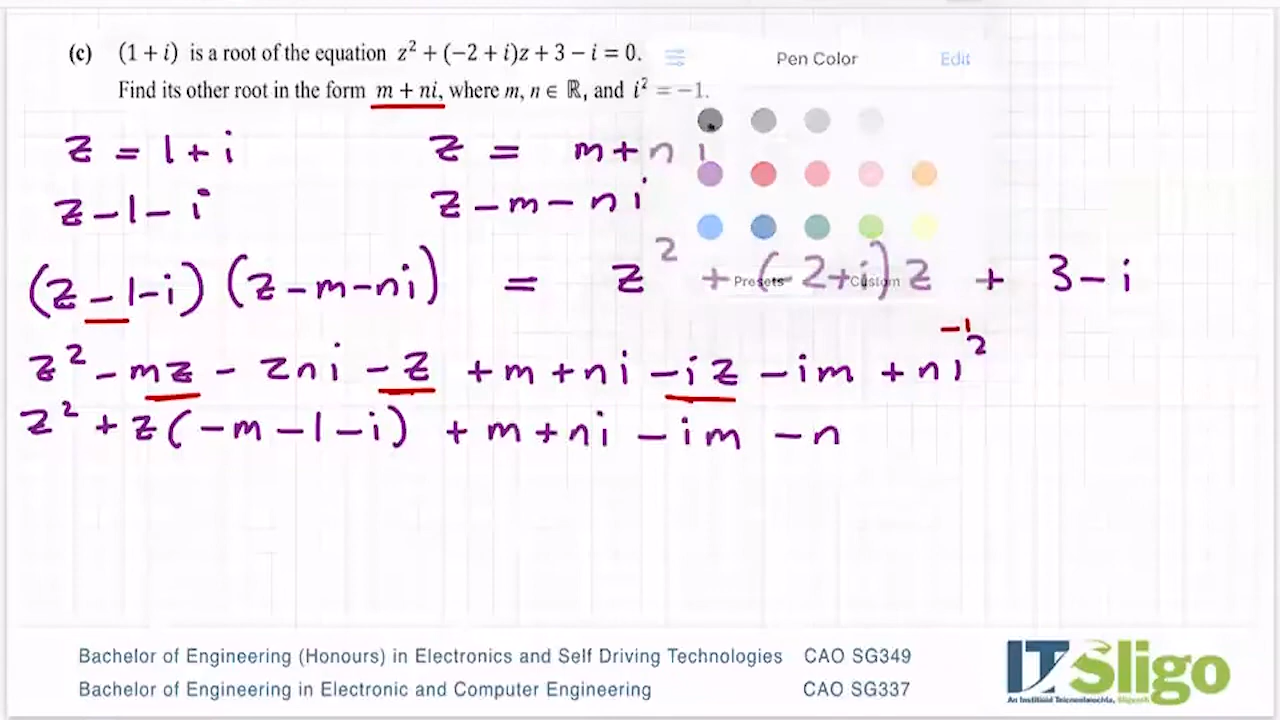 (c) (1 + i) is a root of the equation z² + (−2 + i)z + 3 − i = 0.
Find its other root in the form m + ni, where m, n ∈ ℝ, and i² = −1.
Pen Color
Edit
z = 1 + i
z = m + n i
z − 1 − i
z − m − n i
(z − 1 − i) (z − m − ni) = z² + (−2 + i) z + 3 − i
Presets
Custom
−1
z² − mz − zni − z + m + ni − iz − im + ni²
z² + z(−m − 1 − i) + m + ni − im − n
Bachelor of Engineering (Honours) in Electronics and Self Driving Technologies CAO SG349
Bachelor of Engineering in Electronic and Computer Engineering CAO SG337
IT Sligo